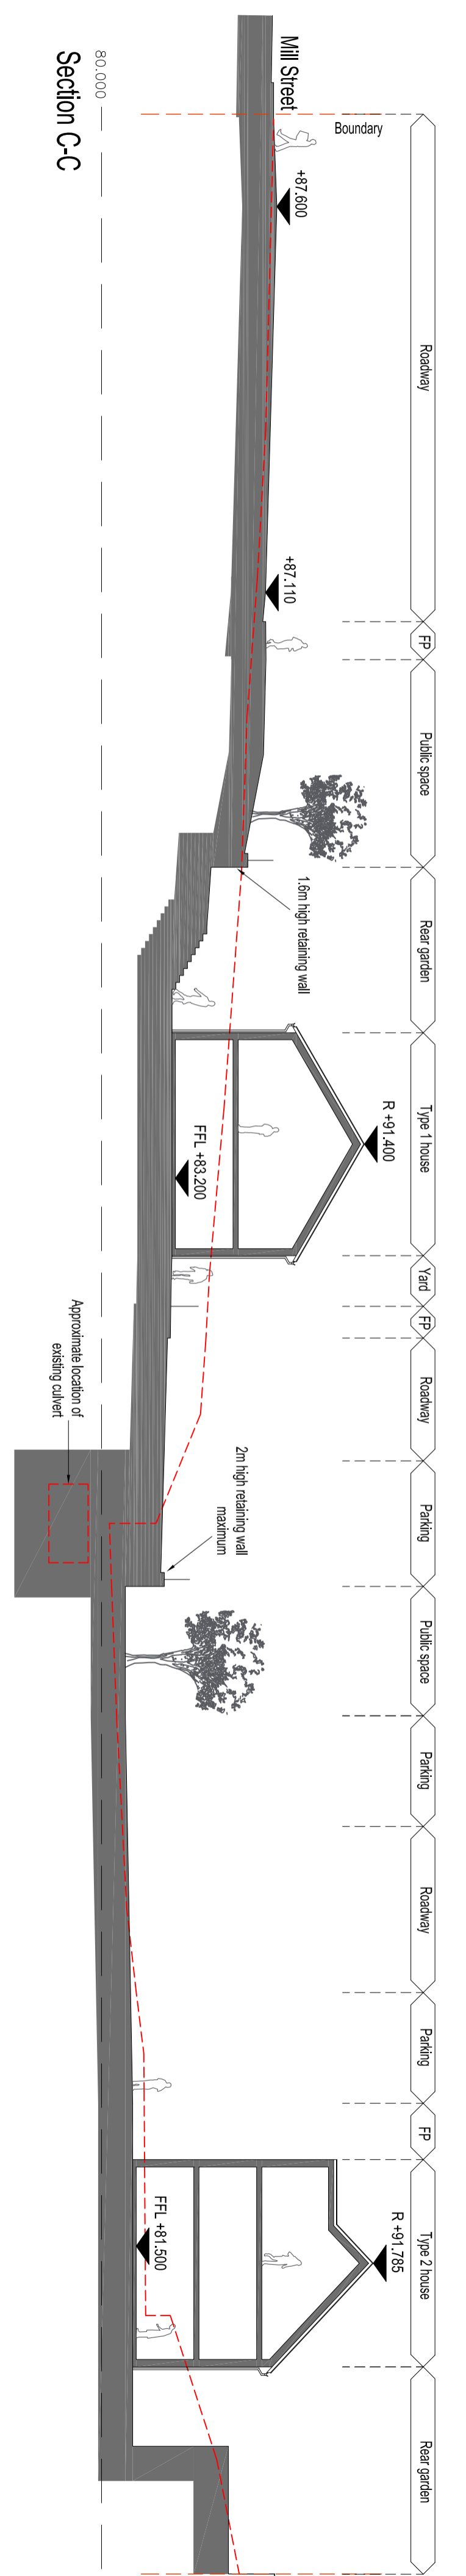 Boundary
Roadway
FP
Public space
Rear garden
Type 1 house
Yard
FP
Roadway
Parking
Public space
Parking
Roadway
Parking
FP
Type 2 house
Rear garden
Mill Street
+87.600
+87.110
1.6m high retaining wall
R +91.400
FFL +83.200
2m high retaining wall
maximum
R +91.785
FFL +81.500
Approximate location of
existing culvert
80.000
Section C-C